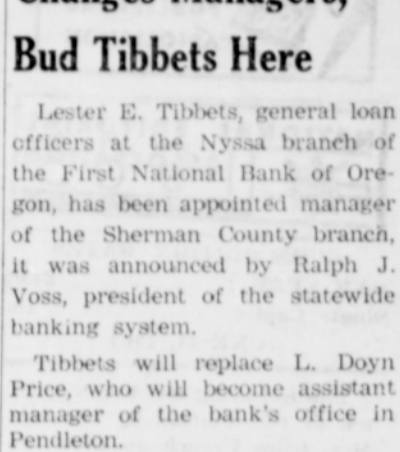 Changes Managers,
Bud Tibbets Here
Lester E. Tibbets, general loan
officers at the Nyssa branch of
the First National Bank of Ore-
gon, has been appointed manager
of the Sherman County branch,
it was announced by Ralph J.
Voss, president of the statewide
banking system.
Tibbets will replace L. Doyn
Price, who will become assistant
manager of the bank's office in
Pendleton.